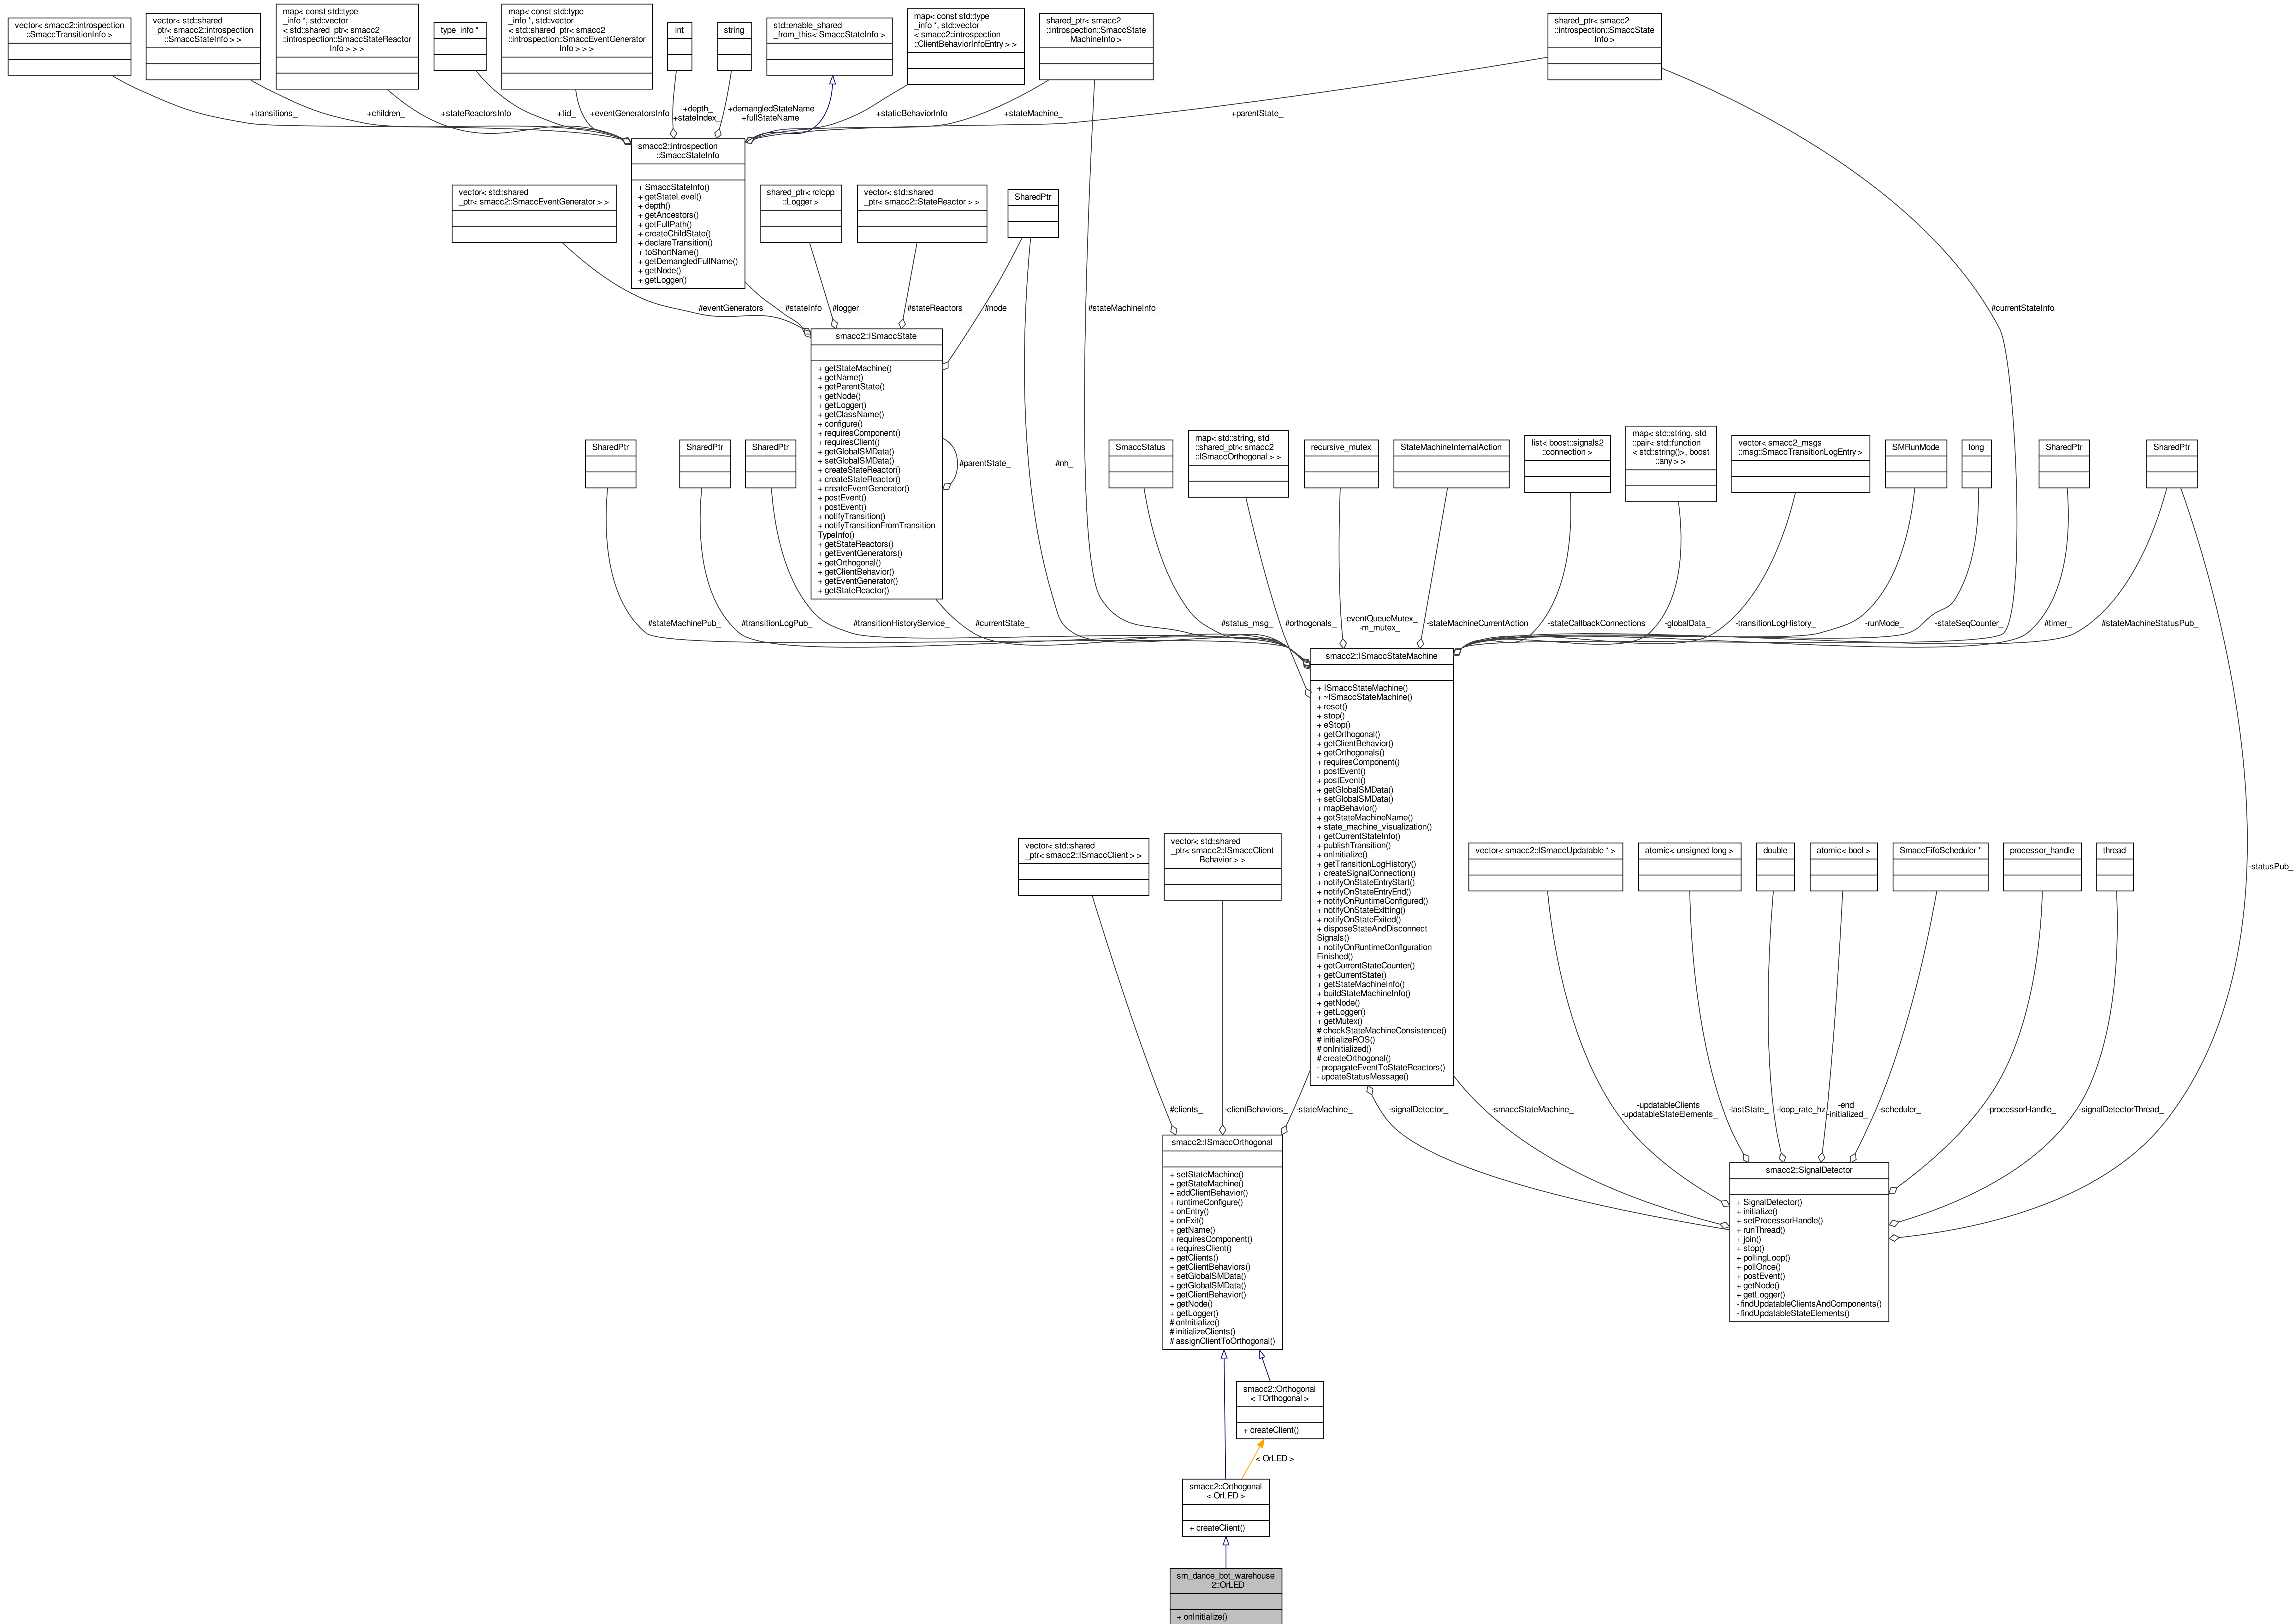 vector< smacc2::introspection
::SmaccTransitionInfo >
vector< std::shared
_ptr< smacc2::introspection
::SmaccStateInfo > >
map< const std::type
_info *, std::vector
< std::shared_ptr< smacc2
::introspection::SmaccStateReactor
Info > > >
type_info *
map< const std::type
_info *, std::vector
< std::shared_ptr< smacc2
::introspection::SmaccEventGenerator
Info > > >
int
string
std::enable_shared
_from_this< SmaccStateInfo >
map< const std::type
_info *, std::vector
< smacc2::introspection
::ClientBehaviorInfoEntry > >
shared_ptr< smacc2
::introspection::SmaccState
MachineInfo >
shared_ptr< smacc2
::introspection::SmaccState
Info >
+transitions_
+children_
+stateReactorsInfo
+tid_
+eventGeneratorsInfo
+depth_
+stateIndex_
+demangledStateName
+fullStateName
+staticBehaviorInfo
+stateMachine_
+parentState_
smacc2::introspection
::SmaccStateInfo
+ SmaccStateInfo()
+ getStateLevel()
+ depth()
+ getAncestors()
+ getFullPath()
+ createChildState()
+ declareTransition()
+ toShortName()
+ getDemangledFullName()
+ getNode()
+ getLogger()
vector< std::shared
_ptr< smacc2::SmaccEventGenerator > >
shared_ptr< rclcpp
::Logger >
vector< std::shared
_ptr< smacc2::StateReactor > >
SharedPtr
#eventGenerators_
#stateInfo_
#logger_
#stateReactors_
#node_
#stateMachineInfo_
#currentStateInfo_
smacc2::ISmaccState
+ getStateMachine()
+ getName()
+ getParentState()
+ getNode()
+ getLogger()
+ getClassName()
+ configure()
+ requiresComponent()
+ requiresClient()
+ getGlobalSMData()
+ setGlobalSMData()
+ createStateReactor()
+ createStateReactor()
+ createEventGenerator()
+ postEvent()
+ postEvent()
+ notifyTransition()
+ notifyTransitionFromTransition
TypeInfo()
+ getStateReactors()
+ getEventGenerators()
+ getOrthogonal()
+ getClientBehavior()
+ getEventGenerator()
+ getStateReactor()
#parentState_
#nh_
SharedPtr
SharedPtr
SharedPtr
SmaccStatus
map< std::string, std
::shared_ptr< smacc2
::ISmaccOrthogonal > >
recursive_mutex
StateMachineInternalAction
list< boost::signals2
::connection >
map< std::string, std
::pair< std::function
< std::string()>, boost
::any > >
vector< smacc2_msgs
::msg::SmaccTransitionLogEntry >
SMRunMode
long
SharedPtr
SharedPtr
#stateMachinePub_
#transitionLogPub_
#transitionHistoryService_
#currentState_
#status_msg_
#orthogonals_
-eventQueueMutex_
-m_mutex_
-stateMachineCurrentAction
-stateCallbackConnections
-globalData_
-transitionLogHistory_
-runMode_
-stateSeqCounter_
#timer_
#stateMachineStatusPub_
smacc2::ISmaccStateMachine
+ ISmaccStateMachine()
+ ~ISmaccStateMachine()
+ reset()
+ stop()
+ eStop()
+ getOrthogonal()
+ getClientBehavior()
+ getOrthogonals()
+ requiresComponent()
+ postEvent()
+ postEvent()
+ getGlobalSMData()
+ setGlobalSMData()
+ mapBehavior()
+ getStateMachineName()
+ state_machine_visualization()
+ getCurrentStateInfo()
+ publishTransition()
+ onInitialize()
+ getTransitionLogHistory()
+ createSignalConnection()
+ notifyOnStateEntryStart()
+ notifyOnStateEntryEnd()
+ notifyOnRuntimeConfigured()
+ notifyOnStateExitting()
+ notifyOnStateExited()
+ disposeStateAndDisconnect
Signals()
+ notifyOnRuntimeConfiguration
Finished()
+ getCurrentStateCounter()
+ getCurrentState()
+ getStateMachineInfo()
+ buildStateMachineInfo()
+ getNode()
+ getLogger()
+ getMutex()
# checkStateMachineConsistence()
# initializeROS()
# onInitialized()
# createOrthogonal()
- propagateEventToStateReactors()
- updateStatusMessage()
vector< std::shared
_ptr< smacc2::ISmaccClient > >
vector< std::shared
_ptr< smacc2::ISmaccClient
Behavior > >
vector< smacc2::ISmaccUpdatable * >
atomic< unsigned long >
double
atomic< bool >
SmaccFifoScheduler *
processor_handle
thread
-statusPub_
#clients_
-clientBehaviors_
-stateMachine_
-signalDetector_
-smaccStateMachine_
-updatableClients_
-updatableStateElements_
-lastState_
-loop_rate_hz
-end_
-initialized_
-scheduler_
-processorHandle_
-signalDetectorThread_
smacc2::ISmaccOrthogonal
+ setStateMachine()
+ getStateMachine()
+ addClientBehavior()
+ runtimeConfigure()
+ onEntry()
+ onExit()
+ getName()
+ requiresComponent()
+ requiresClient()
+ getClients()
+ getClientBehaviors()
+ setGlobalSMData()
+ getGlobalSMData()
+ getClientBehavior()
+ getNode()
+ getLogger()
# onInitialize()
# initializeClients()
# assignClientToOrthogonal()
smacc2::SignalDetector
+ SignalDetector()
+ initialize()
+ setProcessorHandle()
+ runThread()
+ join()
+ stop()
+ pollingLoop()
+ pollOnce()
+ postEvent()
+ getNode()
+ getLogger()
- findUpdatableClientsAndComponents()
- findUpdatableStateElements()
smacc2::Orthogonal
< TOrthogonal >
+ createClient()
< OrLED >
smacc2::Orthogonal
< OrLED >
+ createClient()
sm_dance_bot_warehouse
_2::OrLED
+ onInitialize()